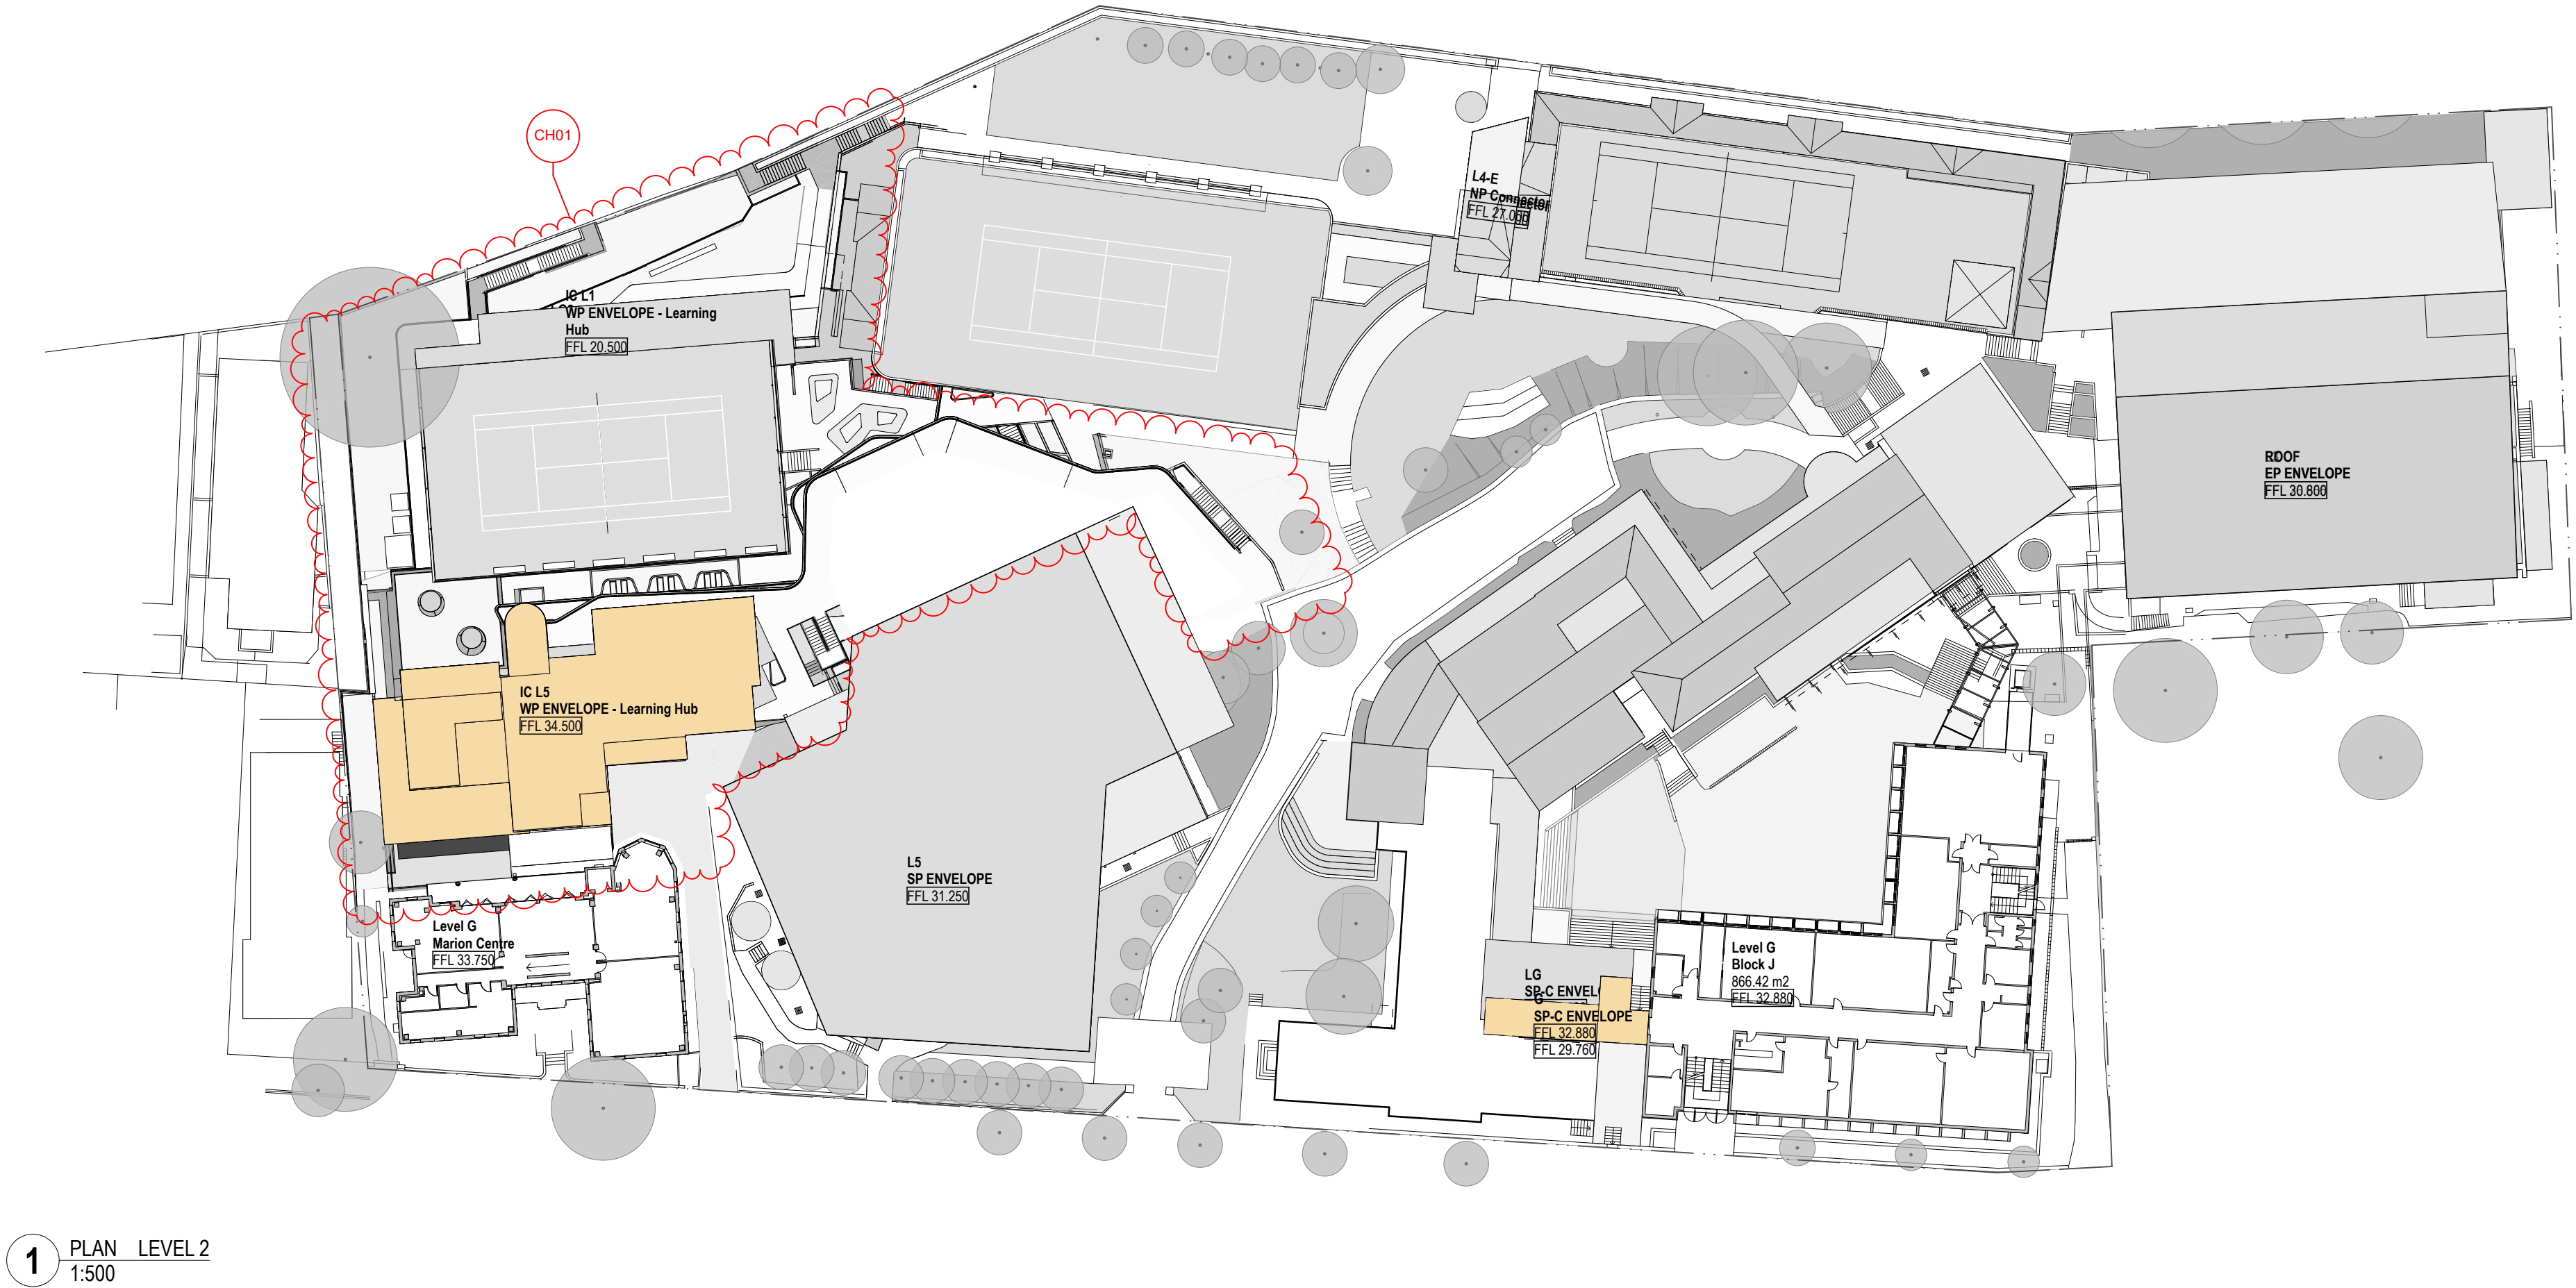 CH01
L4-E
NP Connector
FFL 27.000
IC L1
WP ENVELOPE - Learning
Hub
FFL 20.500
ROOF
EP ENVELOPE
FFL 30.800
IC L5
WP ENVELOPE - Learning Hub
FFL 34.500
L5
SP ENVELOPE
FFL 31.250
Level G
Marion Centre
FFL 33.750
Level G
Block J
866.42 m2
FFL 32.880
LG
SP-C ENVEL
G
SP-C ENVELOPE
FFL 32.880
FFL 29.760
1
PLAN LEVEL 2
1:500